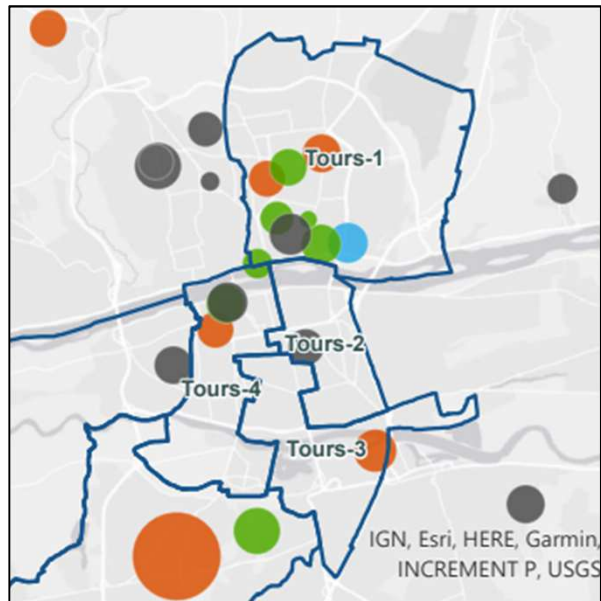 Tours-1
Tours-2
Tours-4
Tours-3
IGN, Esri, HERE, Garmin,
INCREMENT P, USGS